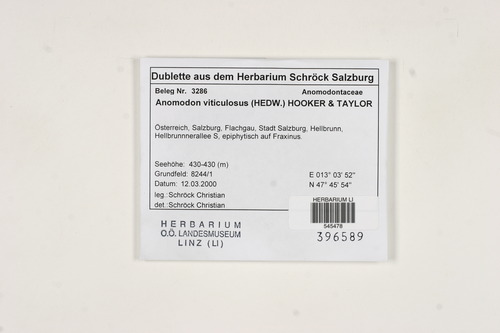 Dublette aus dem Herbarium Schröck Salzburg
Beleg Nr. 3286 Anomodontaceae
Anomodon viticulosus (HEDW.) HOOKER & TAYLOR
Österreich, Salzburg, Flachgau, Stadt Salzburg, Hellbrunn,
Hellbrunnnerallee S, epiphytisch auf Fraxinus.
Seehöhe: 430-430 (m)
Grundfeld: 8244/1 E 013° 03' 52"
Datum: 12.03.2000 N 47° 45' 54"
leg.: Schröck Christian
det.: Schröck Christian
HERBARIUM LI
545478
HERBARIUM
O.Ö. LANDESMUSEUM
LINZ (LI)
396589